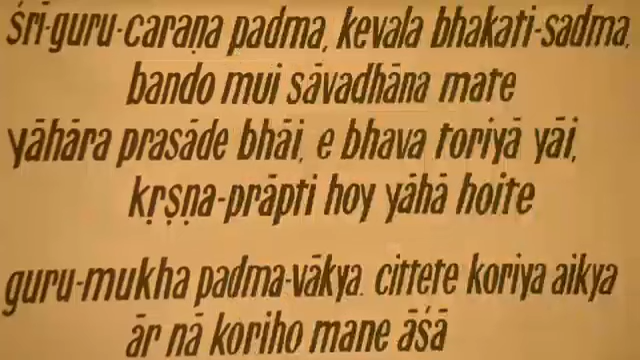 śrī-guru-caraṇa padma, kevala bhakati-sadma,
bando mui sāvadhāna mate
yāhāra prasāde bhāi, e bhava toriyā yāi,
kṛṣṇa-prāpti hoy yāhā hoite
guru-mukha padma-vākya. cittete koriya aikya
ār nā koriho mane āśā